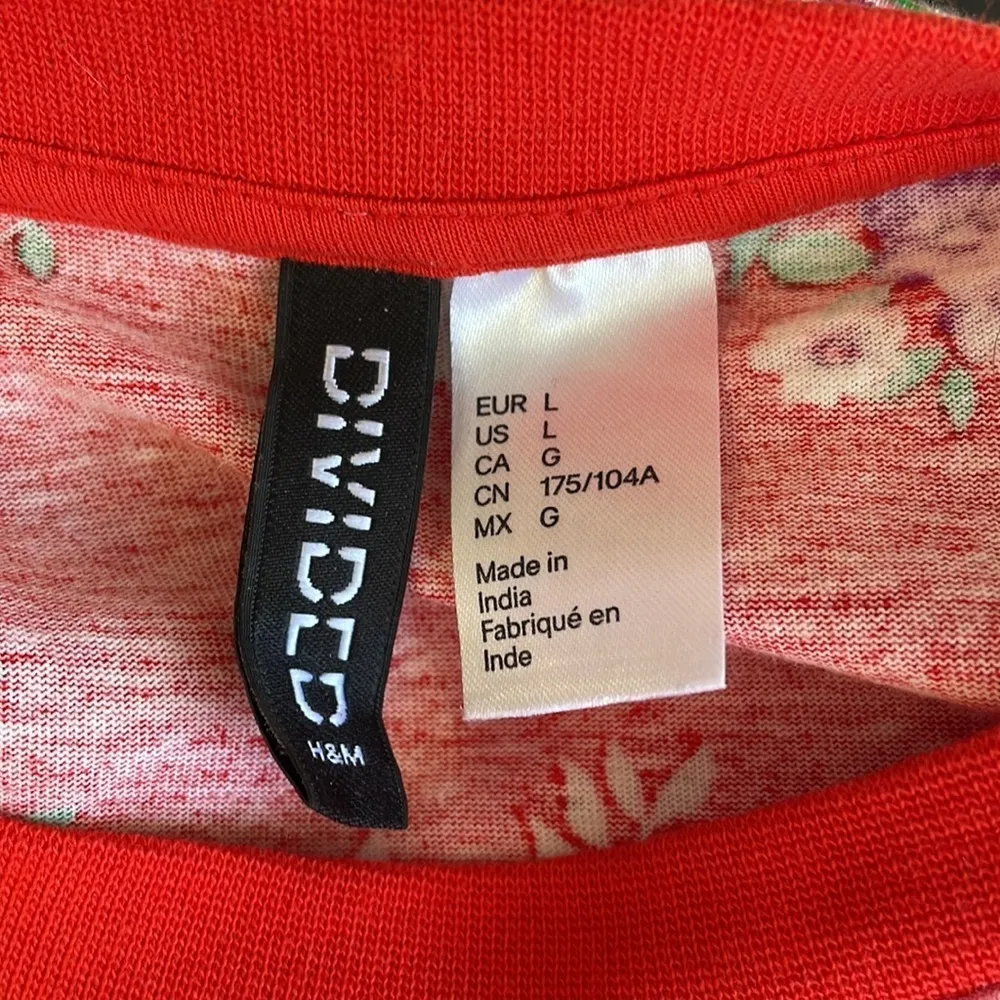 DIVIDED
H&M
EUR L
US L
CA G
CN 175/104A
MX G
Made in
India
Fabriqué en
Inde